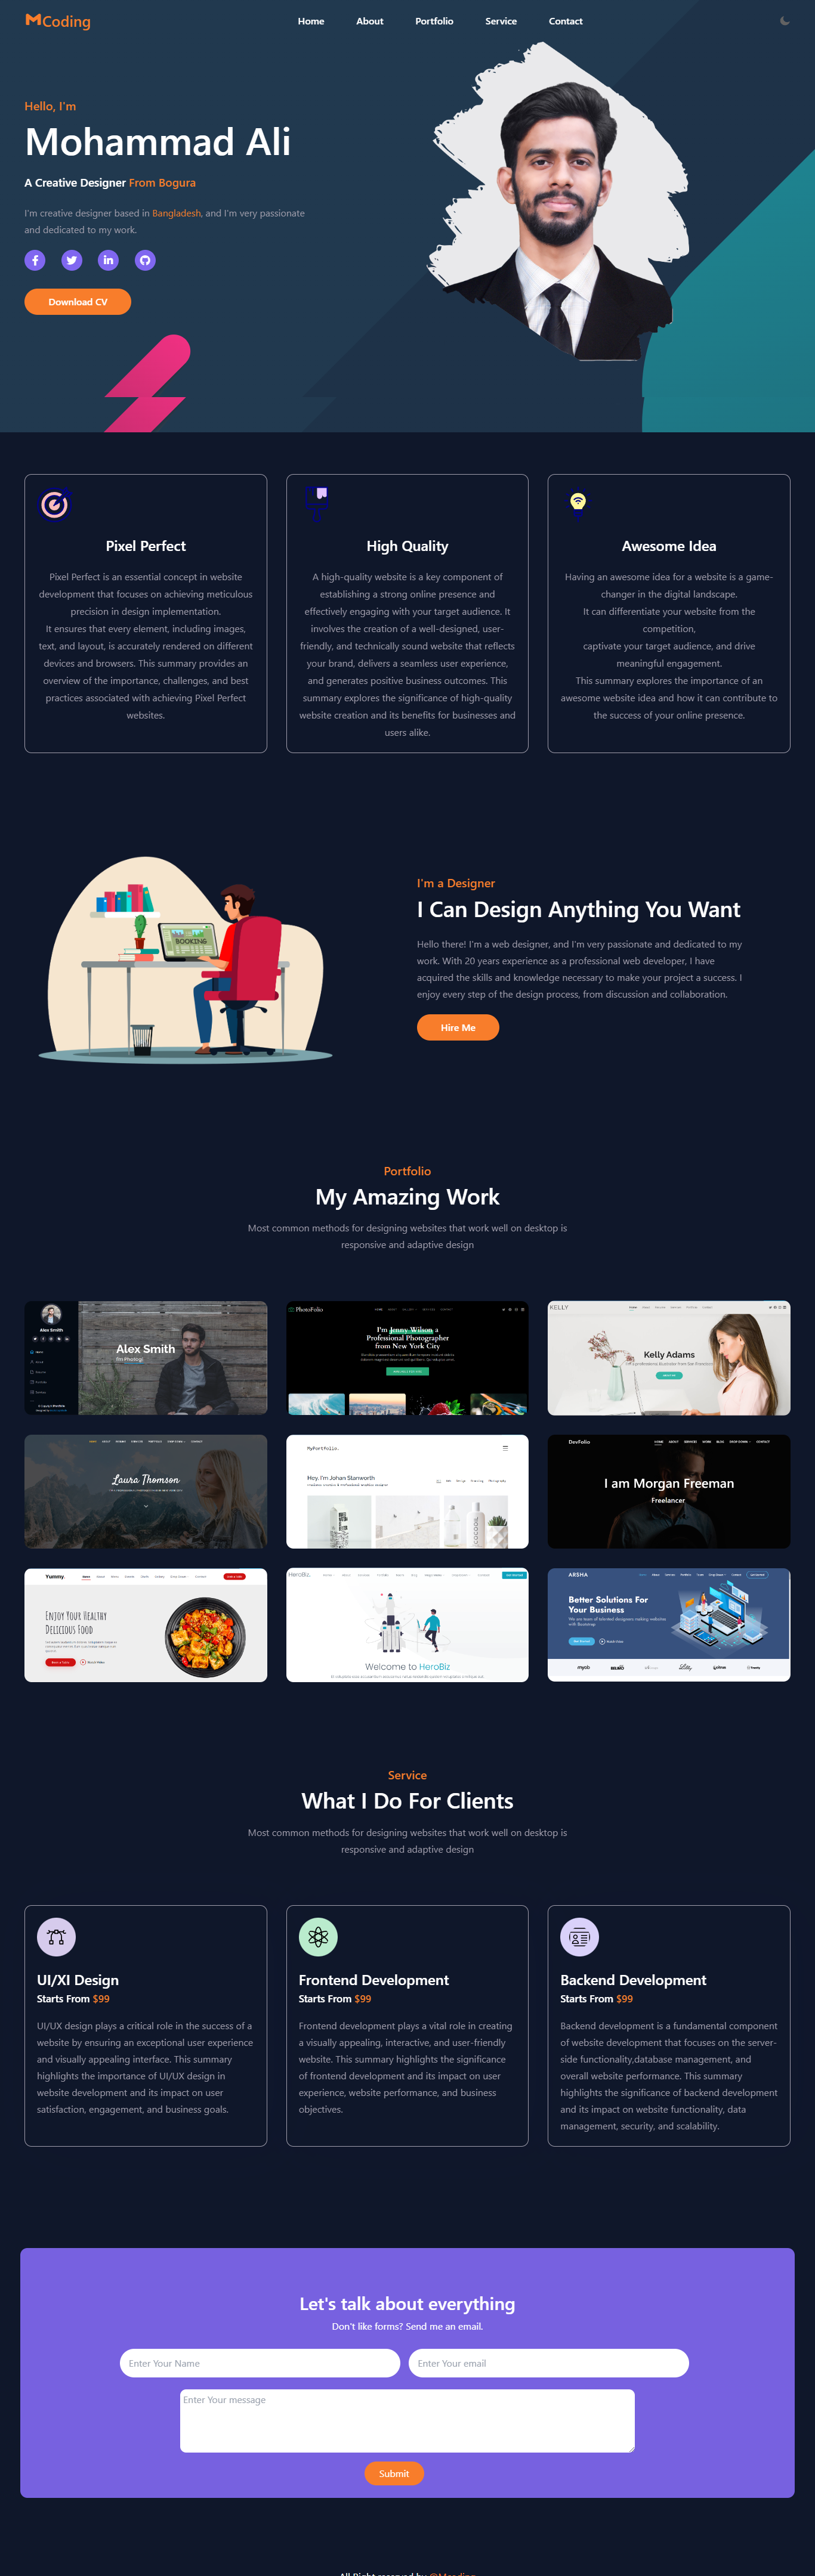 MCoding
Home About Portfolio Service Contact
Hello, I'm
Mohammad Ali
A Creative Designer From Bogura
I'm creative designer based in Bangladesh, and I'm very passionate
and dedicated to my work.
Download CV
Pixel Perfect
Pixel Perfect is an essential concept in website
development that focuses on achieving meticulous
precision in design implementation.
It ensures that every element, including images,
text, and layout, is accurately rendered on different
devices and browsers. This summary provides an
overview of the importance, challenges, and best
practices associated with achieving Pixel Perfect
websites.
High Quality
A high-quality website is a key component of
establishing a strong online presence and
effectively engaging with your target audience. It
involves the creation of a well-designed, user-
friendly, and technically sound website that reflects
your brand, delivers a seamless user experience,
and generates positive business outcomes. This
summary explores the significance of high-quality
website creation and its benefits for businesses and
users alike.
Awesome Idea
Having an awesome idea for a website is a game-
changer in the digital landscape.
It can differentiate your website from the
competition,
captivate your target audience, and drive
meaningful engagement.
This summary explores the importance of an
awesome website idea and how it can contribute to
the success of your online presence.
BOOKING
I'm a Designer
I Can Design Anything You Want
Hello there! I'm a web designer, and I'm very passionate and dedicated to my
work. With 20 years experience as a professional web developer, I have
acquired the skills and knowledge necessary to make your project a success. I
enjoy every step of the design process, from discussion and collaboration.
Hire Me
Portfolio
My Amazing Work
Most common methods for designing websites that work well on desktop is
responsive and adaptive design
Alex Smith
Alex Smith
PhotoFolio
I'm Jenny Wilson a
Professional Photographer
from New York City
KELLY
Kelly Adams
Laura Thomson
MyPortfolio.
Hey, I'm Johan Stanworth
DevFolio
I am Morgan Freeman
Freelancer
Yummy.
Enjoy Your Healthy
Delicious Food
HeroBiz.
Welcome to HeroBiz
ARSHA
Better Solutions For
Your Business
Service
What I Do For Clients
Most common methods for designing websites that work well on desktop is
responsive and adaptive design
UI/XI Design
Starts From $99
UI/UX design plays a critical role in the success of a
website by ensuring an exceptional user experience
and visually appealing interface. This summary
highlights the importance of UI/UX design in
website development and its impact on user
satisfaction, engagement, and business goals.
Frontend Development
Starts From $99
Frontend development plays a vital role in creating
a visually appealing, interactive, and user-friendly
website. This summary highlights the significance
of frontend development and its impact on user
experience, website performance, and business
objectives.
Backend Development
Starts From $99
Backend development is a fundamental component
of website development that focuses on the server-
side functionality,database management, and
overall website performance. This summary
highlights the significance of backend development
and its impact on website functionality, data
management, security, and scalability.
Let's talk about everything
Don't like forms? Send me an email.
Enter Your Name
Enter Your email
Enter Your message
Submit